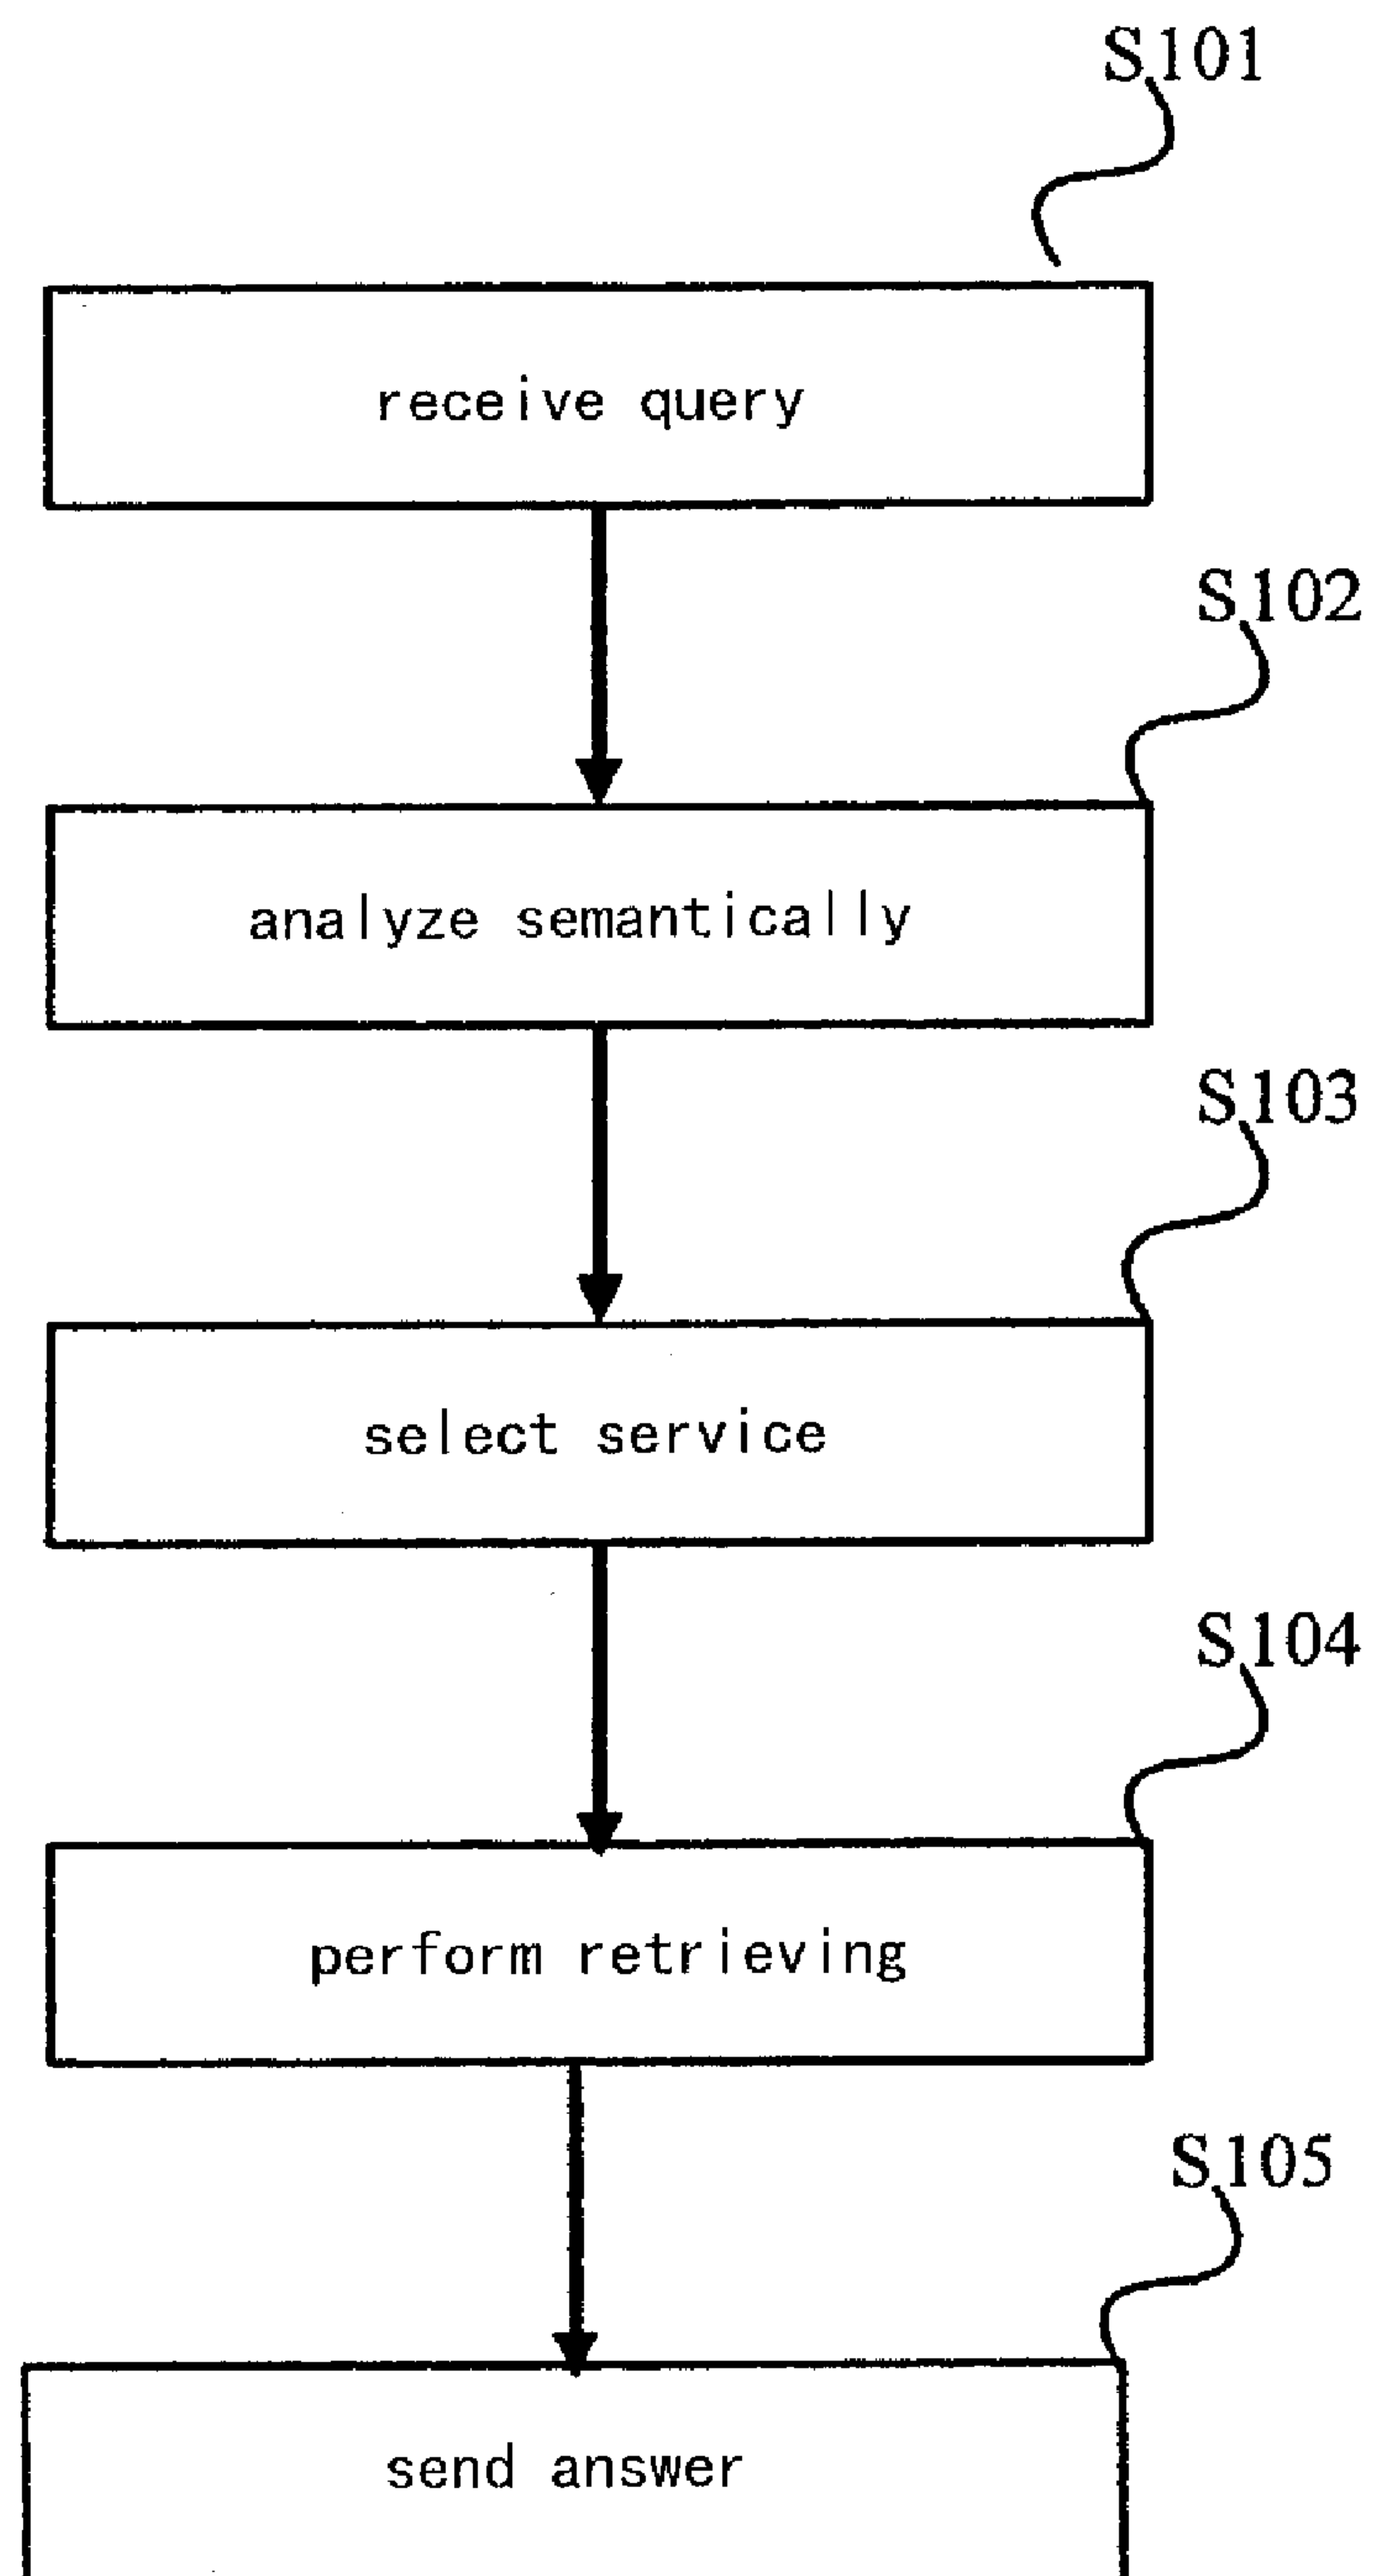 S101
receive query
S102
analyze semantically
S103
select service
S104
perform retrieving
S105
send answer